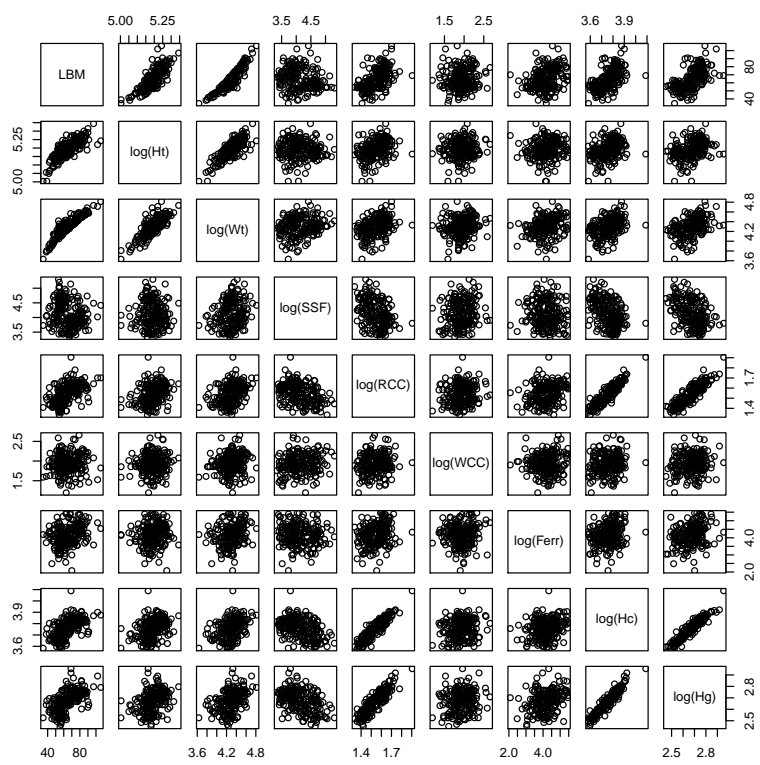 5.00 5.25 3.5 4.5 1.5 2.5 3.6 3.9
LBM 40 80
5.00 5.25 log(Ht)
log(Wt) 3.6 4.2 4.8
3.5 4.5 log(SSF)
log(RCC) 1.4 1.7
1.5 2.5 log(WCC)
log(Ferr) 2.0 4.0
3.6 3.9 log(Hc)
log(Hg) 2.5 2.8
40 80 3.6 4.2 4.8 1.4 1.7 2.0 4.0 2.5 2.8